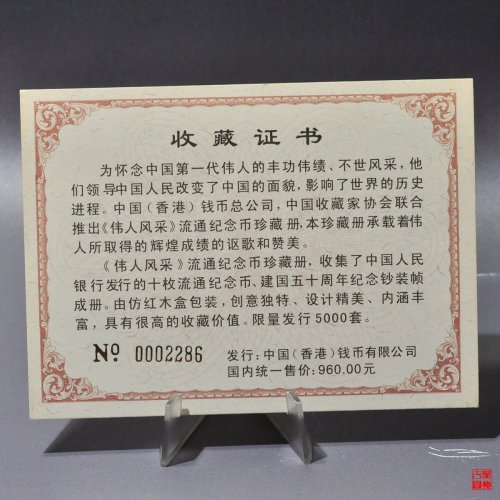 收藏证书
为怀念中国第一代伟人的丰功伟绩、不世风采，他
们领导中国人民改变了中国的面貌，影响了世界的历史
进程。中国（香港）钱币总公司，中国收藏家协会联合
推出《伟人风采》流通纪念币珍藏册，本珍藏册承载着伟
人所取得的辉煌成绩的讴歌和赞美。
《伟人风采》流通纪念币珍藏册，收集了中国人民
银行发行的十枚流通纪念币、建国五十周年纪念钞装帧
成册。由仿红木盒包装，创意独特、设计精美、内涵丰
富，具有很高的收藏价值。限量发行5000套。
Nº 0002286
发行：中国（香港）钱币有限公司
国内统一售价：960.00元